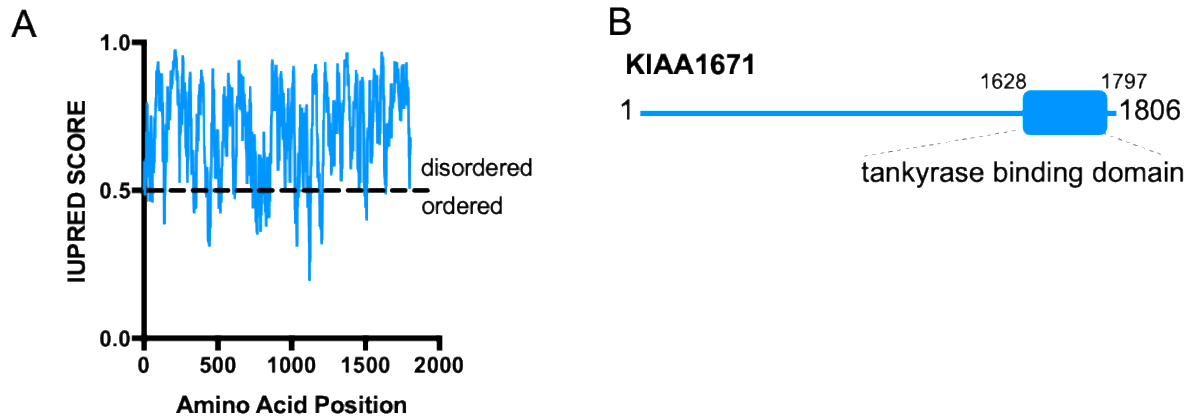 A
IUPRED SCORE
1.0
0.5
0.0
disordered
ordered
0 500 1000 1500 2000
Amino Acid Position
B
KIAA1671
1628 1797
1 1806
tankyrase binding domain